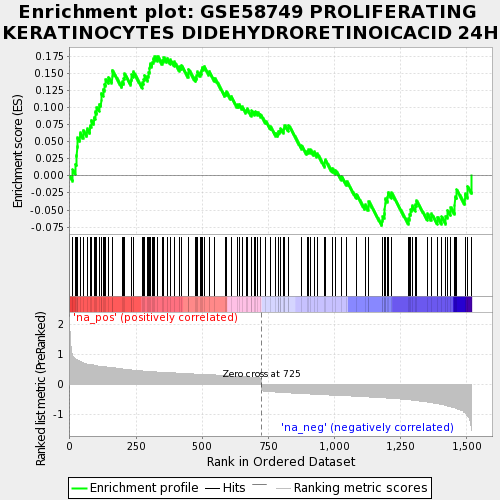 Enrichment plot: GSE58749 PROLIFERATING
KERATINOCYTES DIDEHYDRORETINOICACID 24H
Enrichment score (ES)
0.175
0.150
0.125
0.100
0.075
0.050
0.025
0.000
-0.025
-0.050
-0.075
'na_pos' (positively correlated)
Ranked list metric (PreRanked)
2
1
0
-1
Zero cross at 725
'na_neg' (negatively correlated)
0
250
500
750
1,000
1,250
1,500
Rank in Ordered Dataset
Enrichment profile
Hits
Ranking metric scores